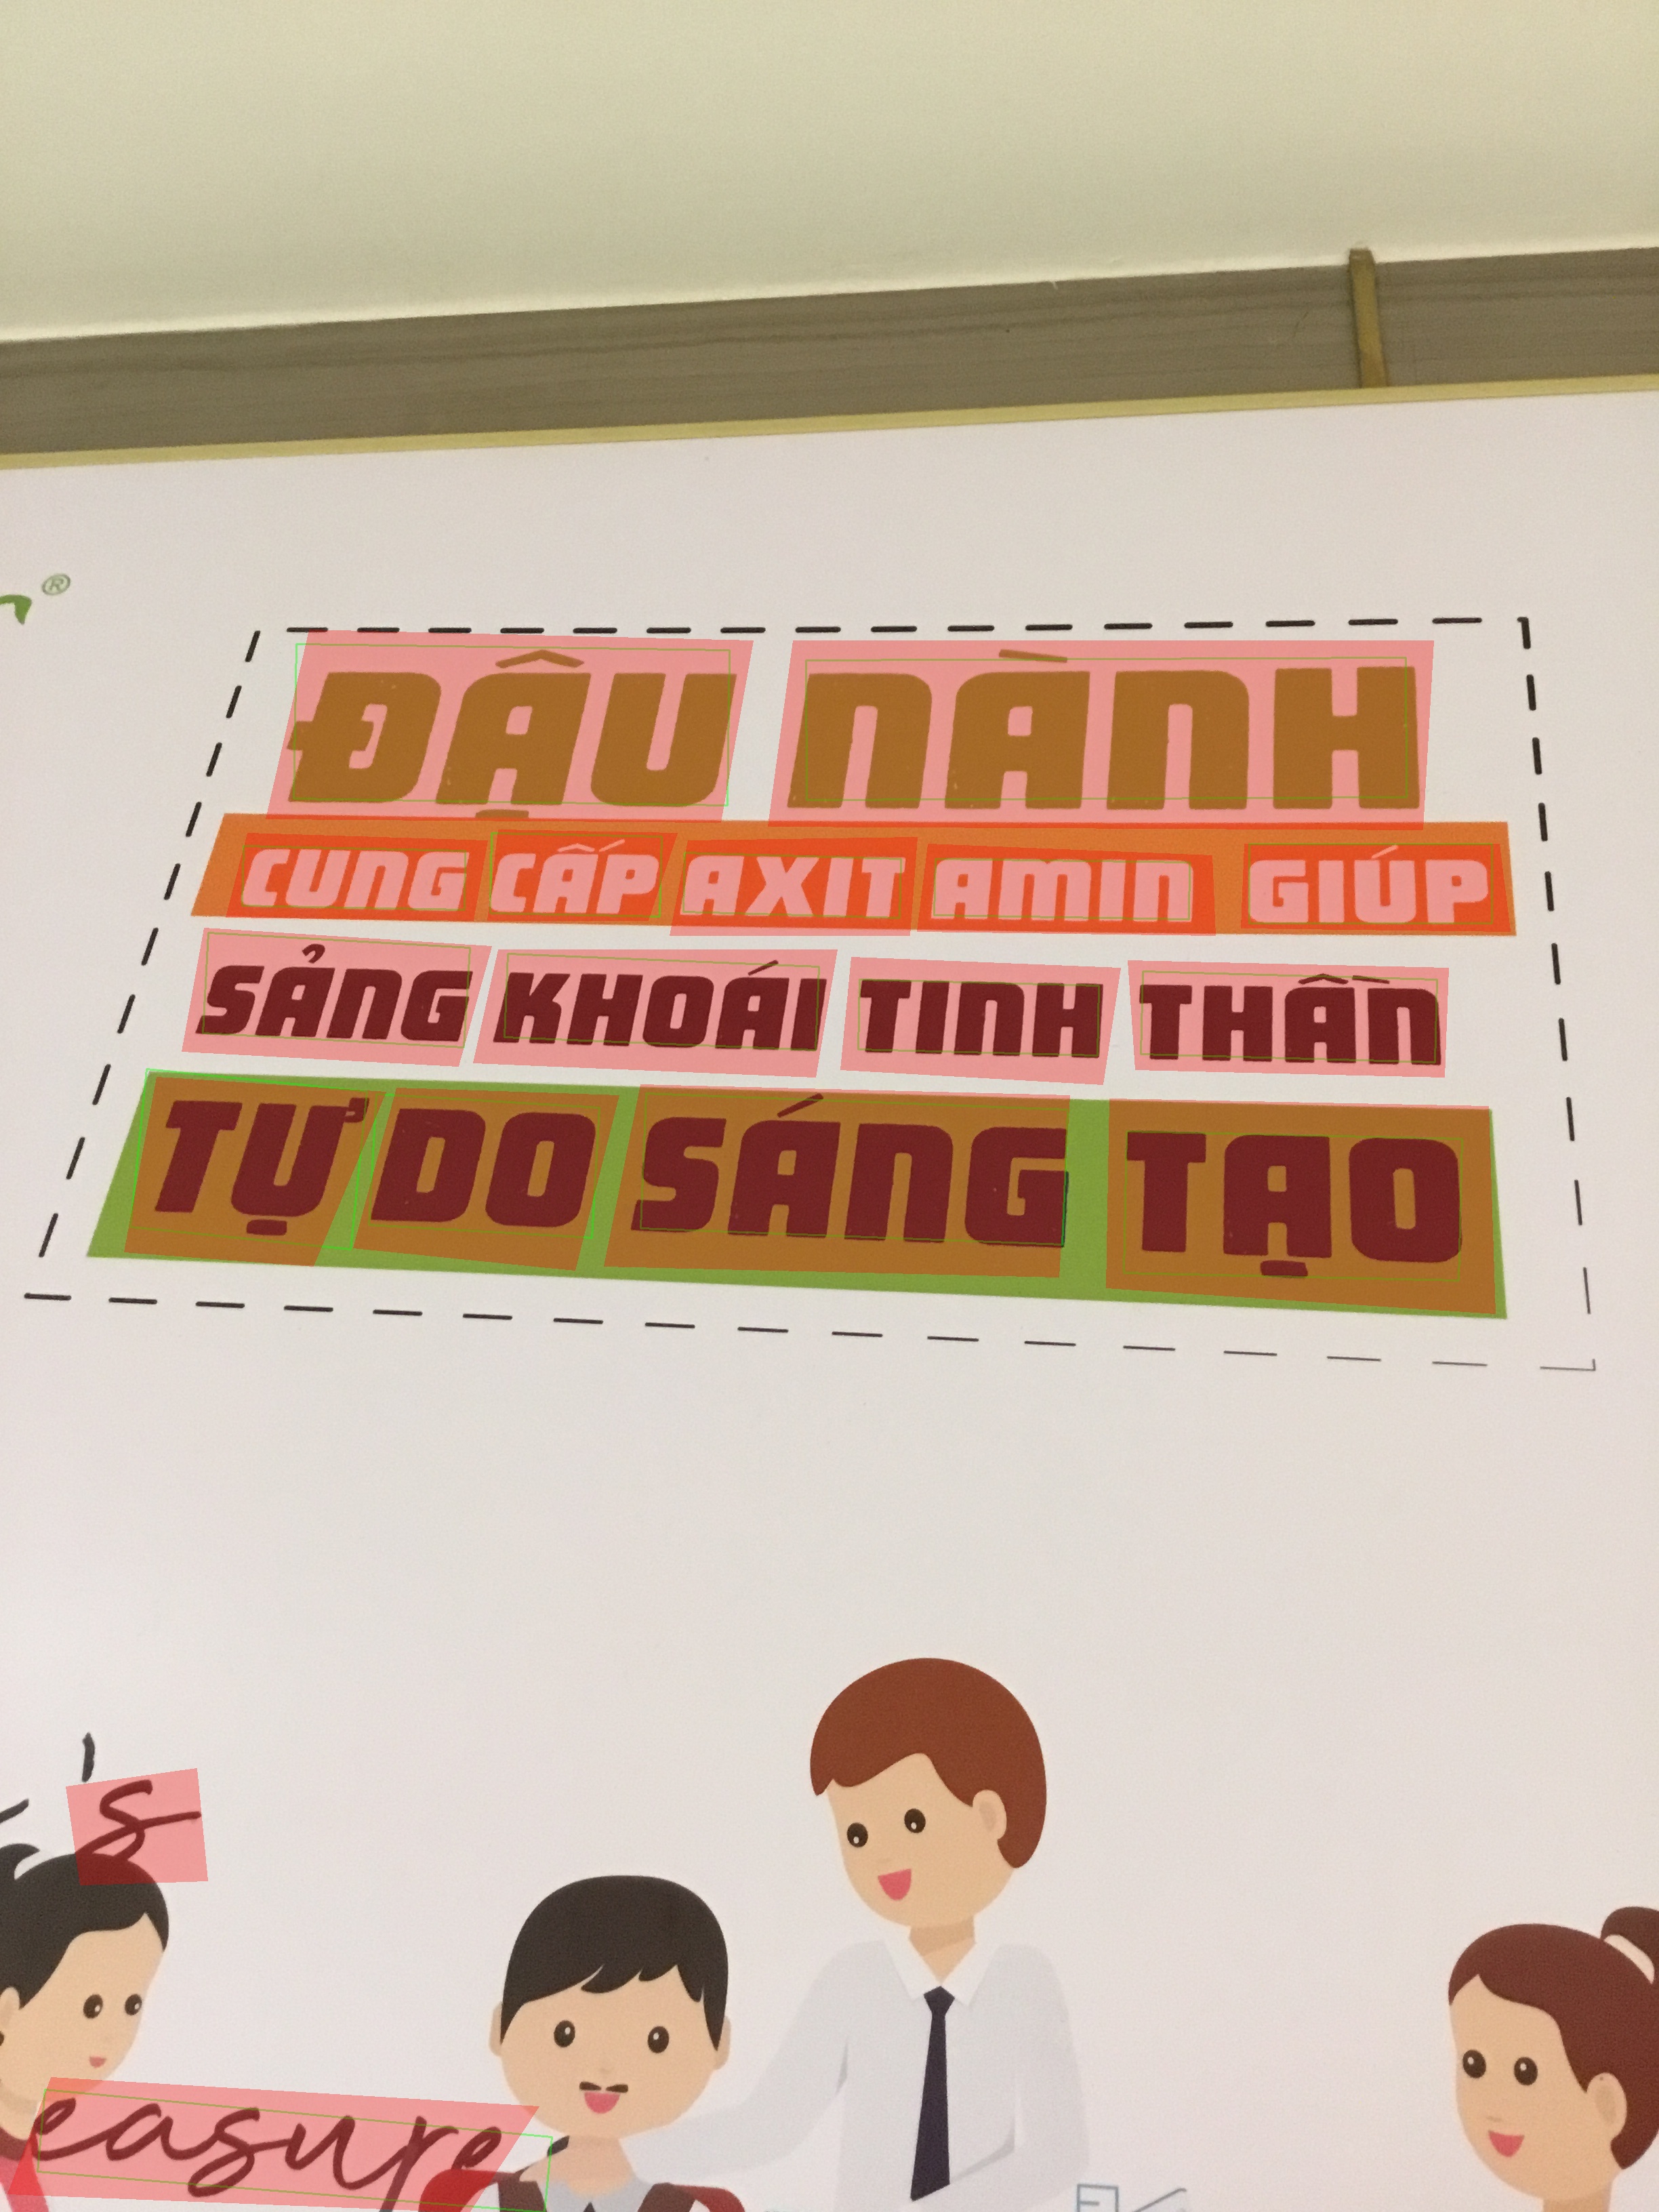 ĐẬU NÀNH
CUNG CẤP AXIT AMIN GIÚP
SẢNG KHOÁI TINH THẦN
TỰ DO SÁNG TẠO
's
easure